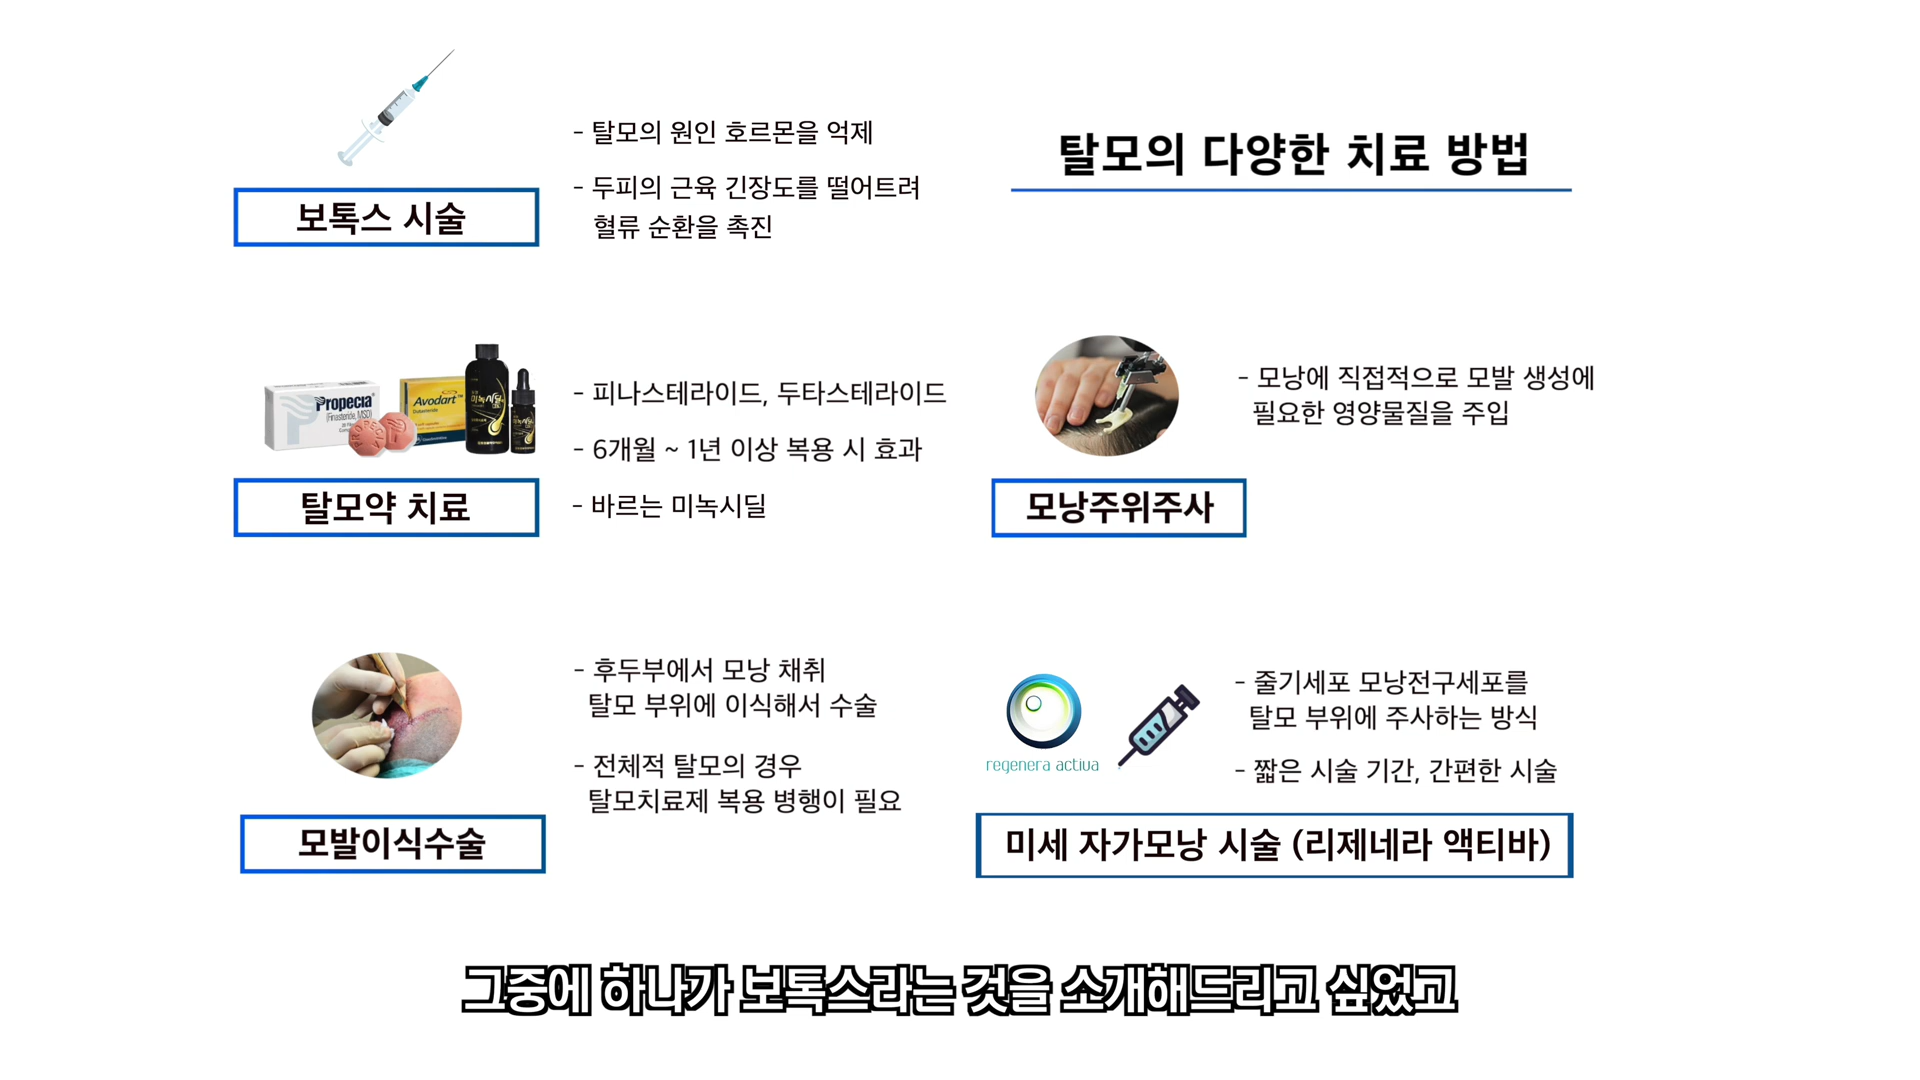 탈모의 다양한 치료 방법
- 탈모의 원인 호르몬을 억제
- 두피의 근육 긴장도를 떨어트려
혈류 순환을 촉진
보톡스 시술
Propecia
(Finasteride, MSD)
Avodart
- 피나스테라이드, 두타스테라이드
- 6개월 ~ 1년 이상 복용 시 효과
- 바르는 미녹시딜
탈모약 치료
- 모낭에 직접적으로 모발 생성에
필요한 영양물질을 주입
모낭주위주사
- 후두부에서 모낭 채취
탈모 부위에 이식해서 수술
- 전체적 탈모의 경우
탈모치료제 복용 병행이 필요
모발이식수술
regenera activa
- 줄기세포 모낭전구세포를
탈모 부위에 주사하는 방식
- 짧은 시술 기간, 간편한 시술
미세 자가모낭 시술 (리제네라 액티바)
그중에 하나가 보톡스라는 것을 소개해드리고 싶었고